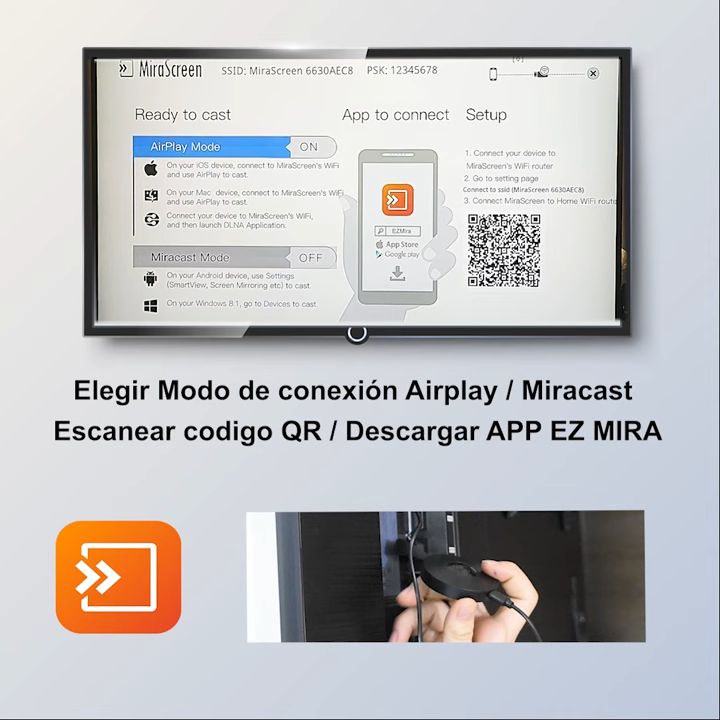 MiraScreen SSID: MiraScreen 6630AEC8 PSK: 12345678
Ready to cast
AirPlay Mode ON
On your iOS device, connect to MiraScreen's WiFi
and use AirPlay to cast.
On your Mac device, connect to MiraScreen's WiFi
and use AirPlay to cast.
Connect your device to MiraScreen's WiFi,
and then launch DLNA Application.
Miracast Mode OFF
On your Android device, use Settings
(SmartView, Screen Mirroring etc) to cast.
On your Windows 8.1, go to Devices to cast.
App to connect
EZMira
App Store
Google play
Setup
1. Connect your device to
MiraScreen's WiFi router
2. Go to setting page
Connect to ssid (MiraScreen 6630AEC8)
3. Connect MiraScreen to Home WiFi route
Elegir Modo de conexión Airplay / Miracast
Escanear codigo QR / Descargar APP EZ MIRA